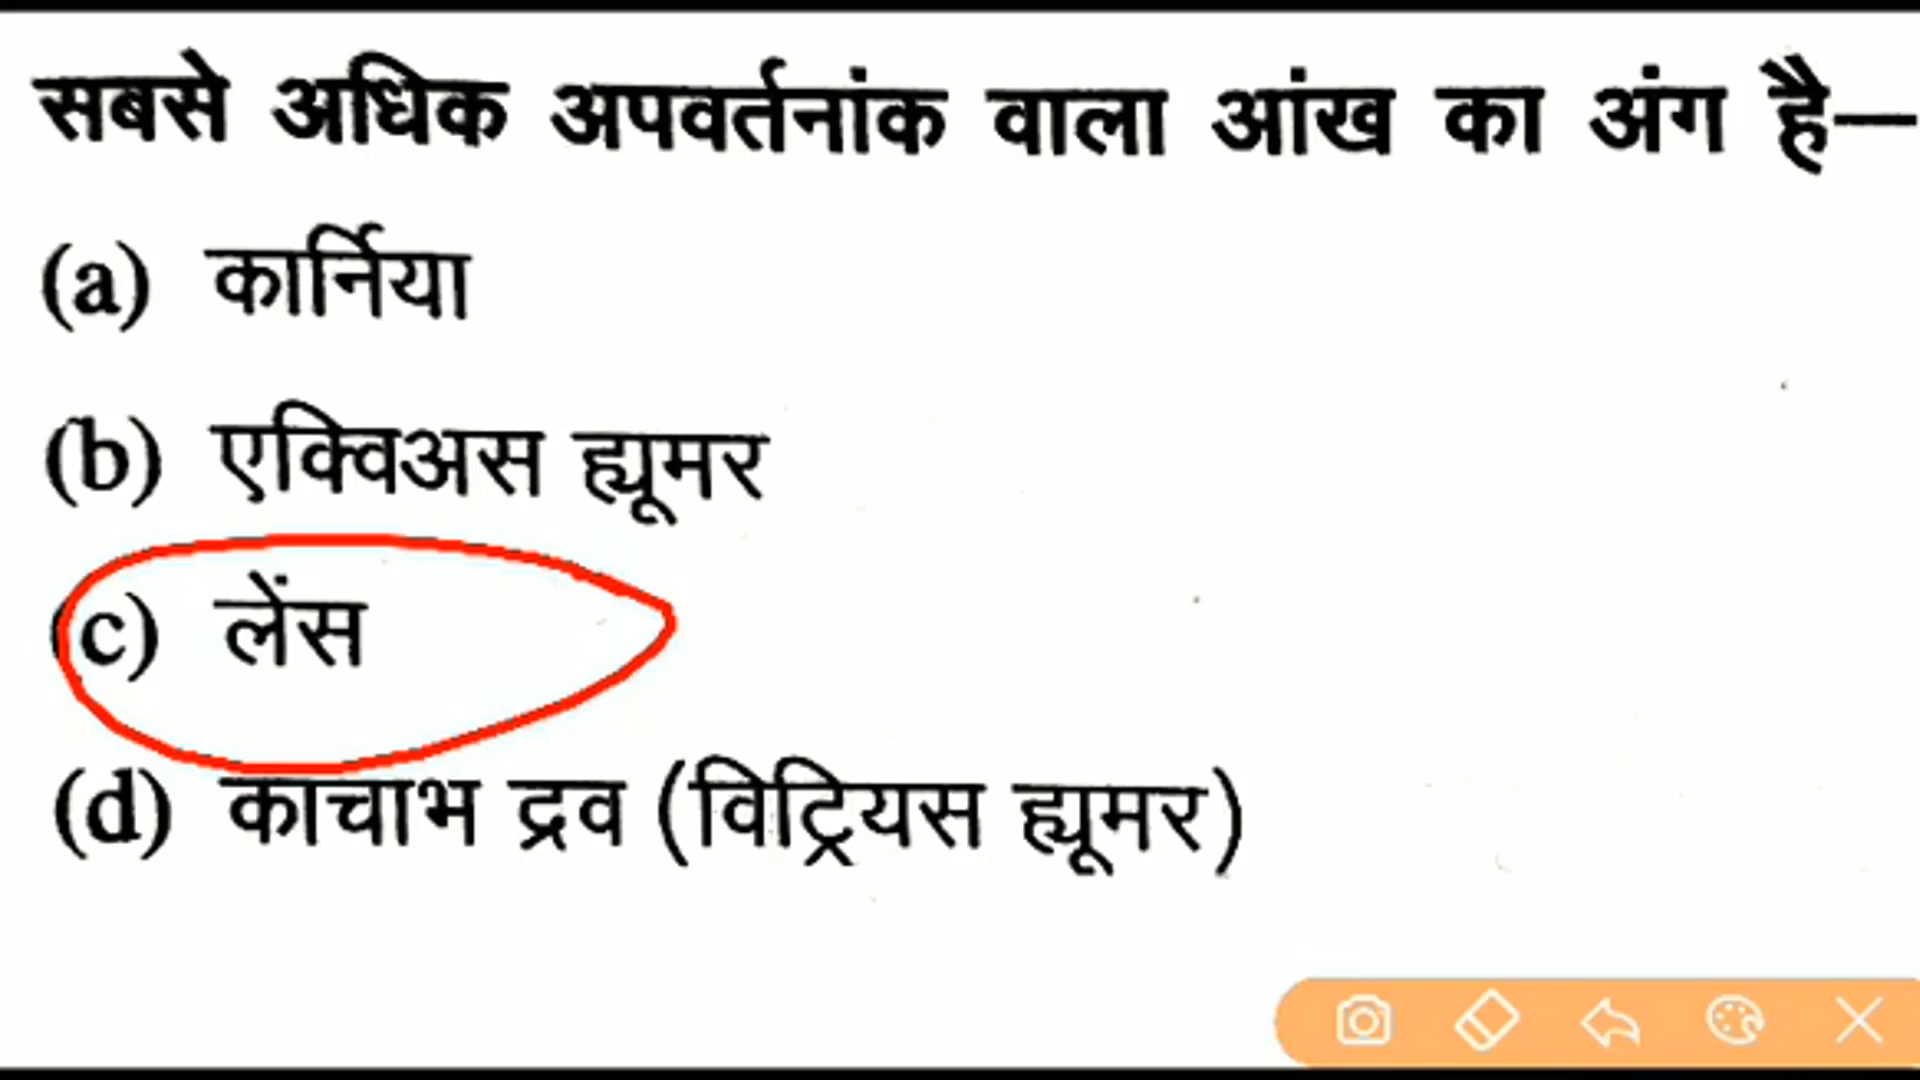 सबसे अधिक अपवर्तनांक वाला आंख का अंग है—
(a) कार्निया
(b) एक्विअस ह्यूमर
(c) लेंस
(d) काचाभ द्रव (विट्रियस ह्यूमर)